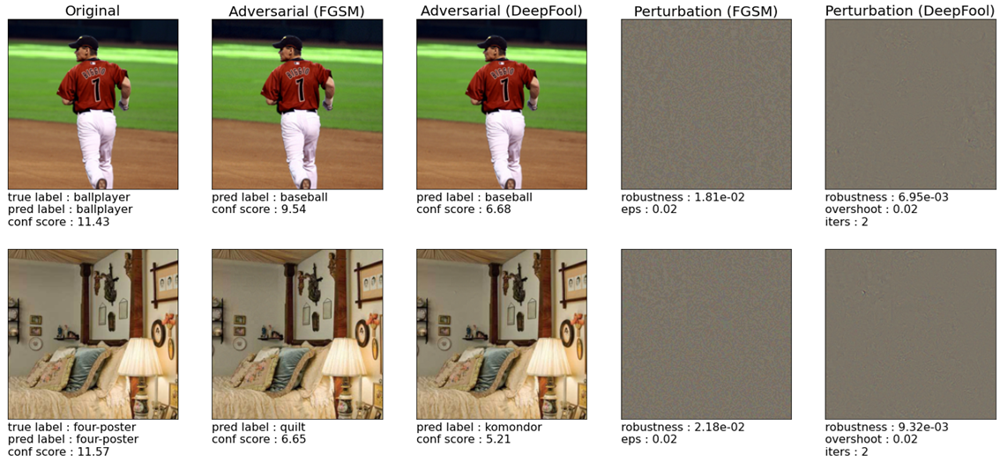 Original
Adversarial (FGSM)
Adversarial (DeepFool)
Perturbation (FGSM)
Perturbation (DeepFool)
BIGGIO
1
BIGGIO
1
BIGGIO
1
true label : ballplayer
pred label : ballplayer
conf score : 11.43
pred label : baseball
conf score : 9.54
pred label : baseball
conf score : 6.68
robustness : 1.81e-02
eps : 0.02
robustness : 6.95e-03
overshoot : 0.02
iters : 2
true label : four-poster
pred label : four-poster
conf score : 11.57
pred label : quilt
conf score : 6.65
pred label : komondor
conf score : 5.21
robustness : 2.18e-02
eps : 0.02
robustness : 9.32e-03
overshoot : 0.02
iters : 2